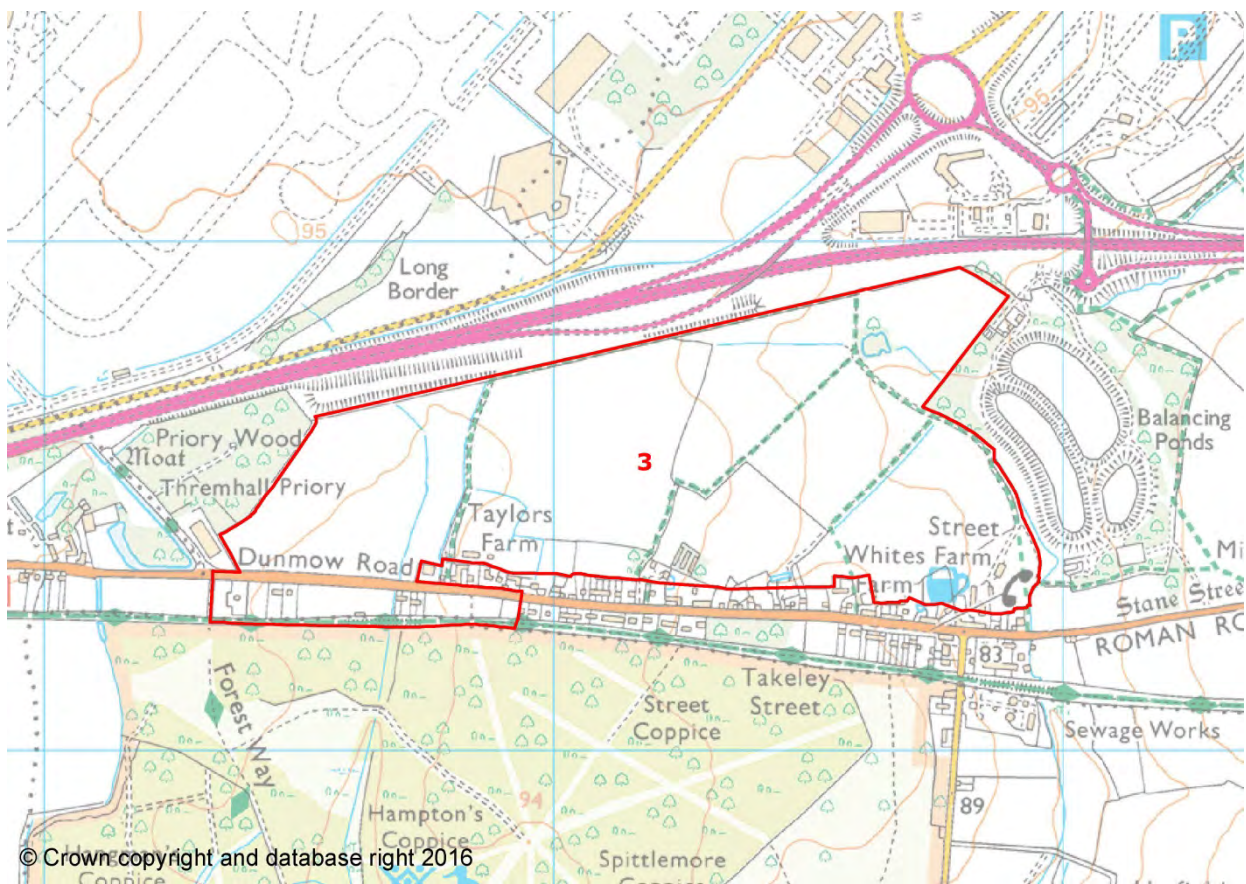 P
95
95
Long
Border
Priory Wood
Moat
Thremhall Priory
3
Balancing
Ponds
Taylors
Farm
Dunmow Road
Street
Whites Farm
Farm
Stane Street
ROMAN RO
83
Forest Way
Takeley
Street
Street
Coppice
Sewage Works
89
94
Hampton's
Coppice
Spittlemore
Coppice
Coppice
© Crown copyright and database right 2016